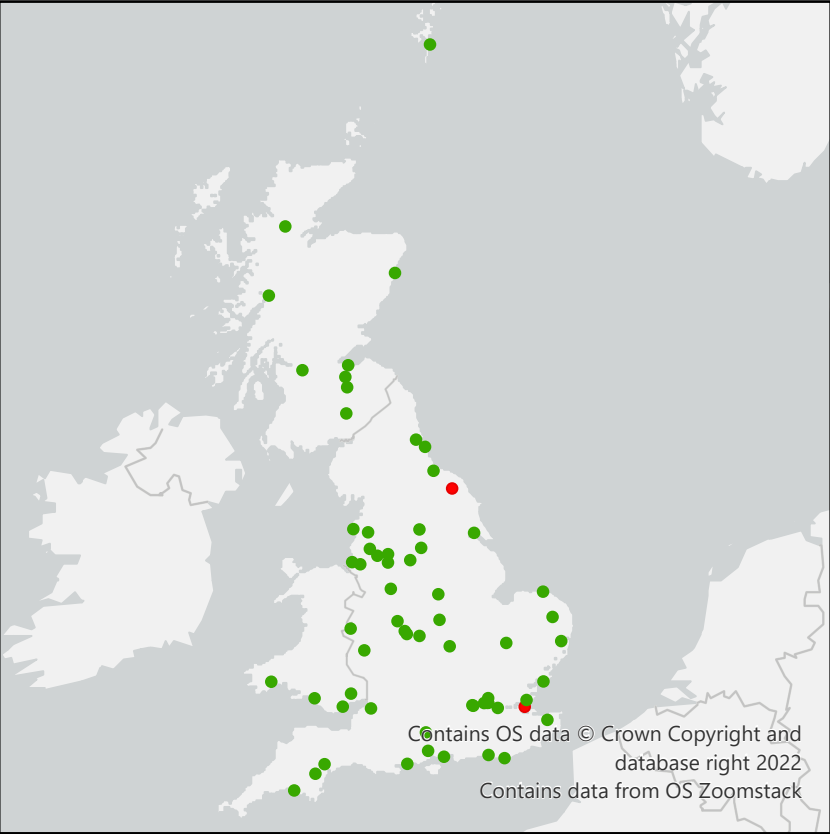 Contains OS data © Crown Copyright and
database right 2022
Contains data from OS Zoomstack